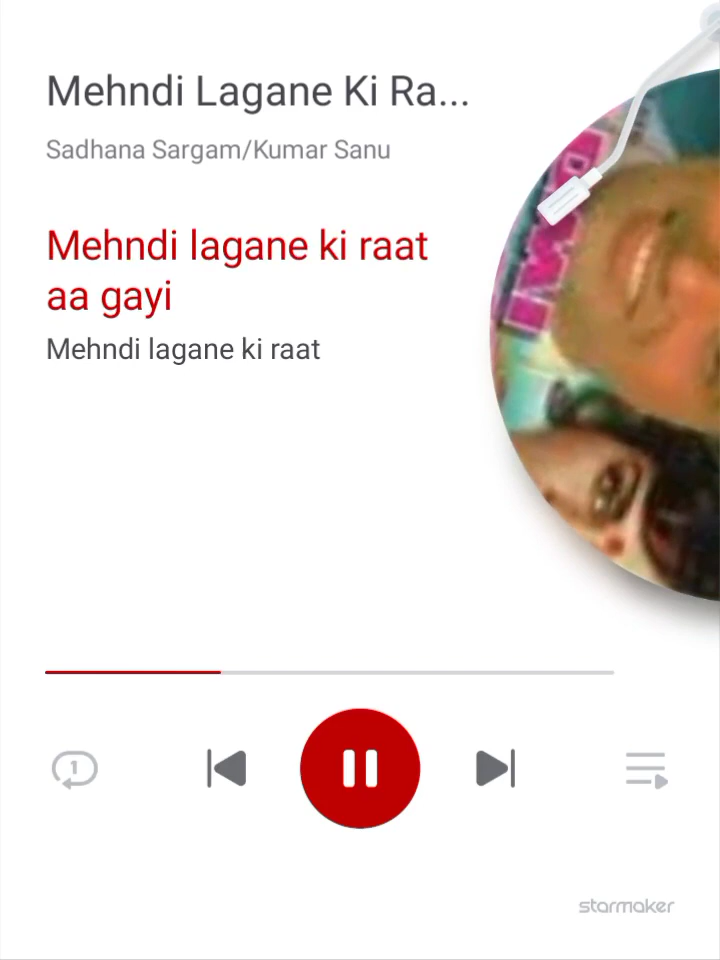 Mehndi Lagane Ki Ra...
Sadhana Sargam/Kumar Sanu
Mehndi lagane ki raat
aa gayi
Mehndi lagane ki raat
1
starmaker